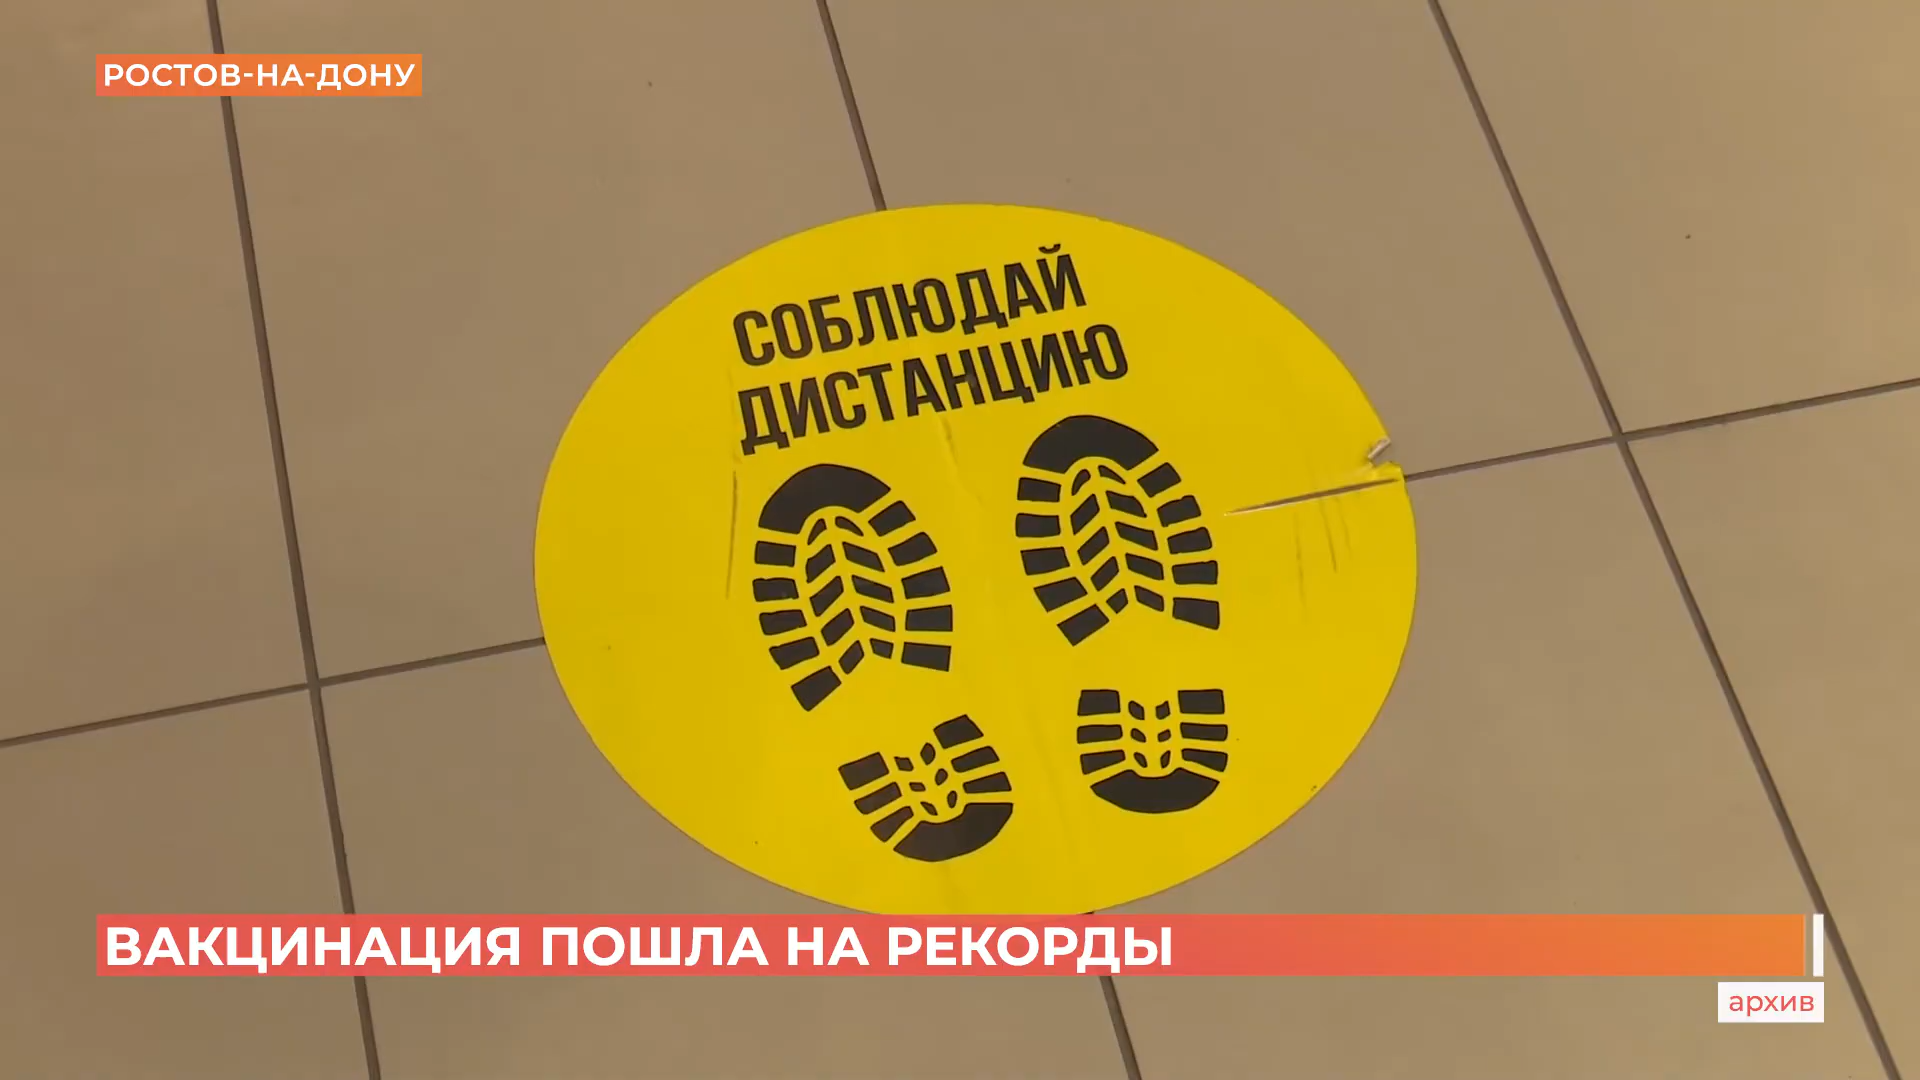 РОСТОВ-НА-ДОНУ
СОБЛЮДАЙ
ДИСТАНЦИЮ
ВАКЦИНАЦИЯ ПОШЛА НА РЕКОРДЫ
архив